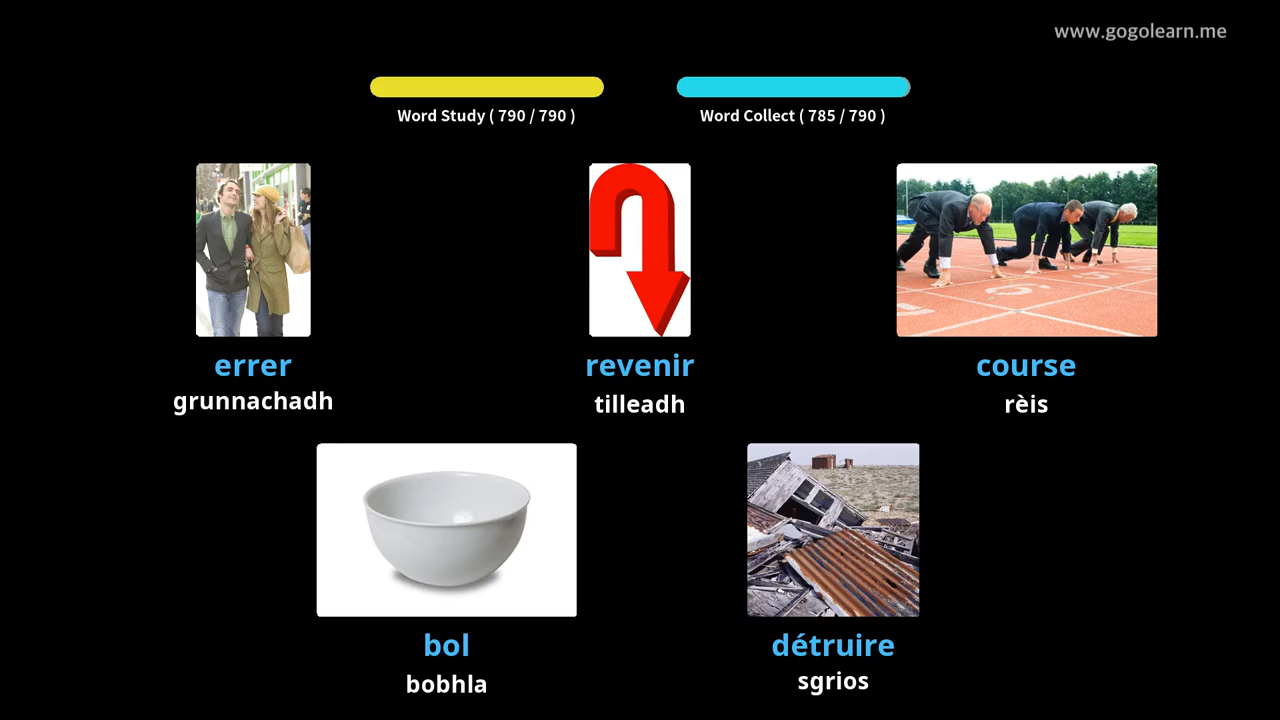 www.gogolearn.me
Word Study ( 790 / 790 )
Word Collect ( 785 / 790 )
errer
grunnachadh
revenir
tilleadh
course
rèis
bol
bobhla
détruire
sgrios